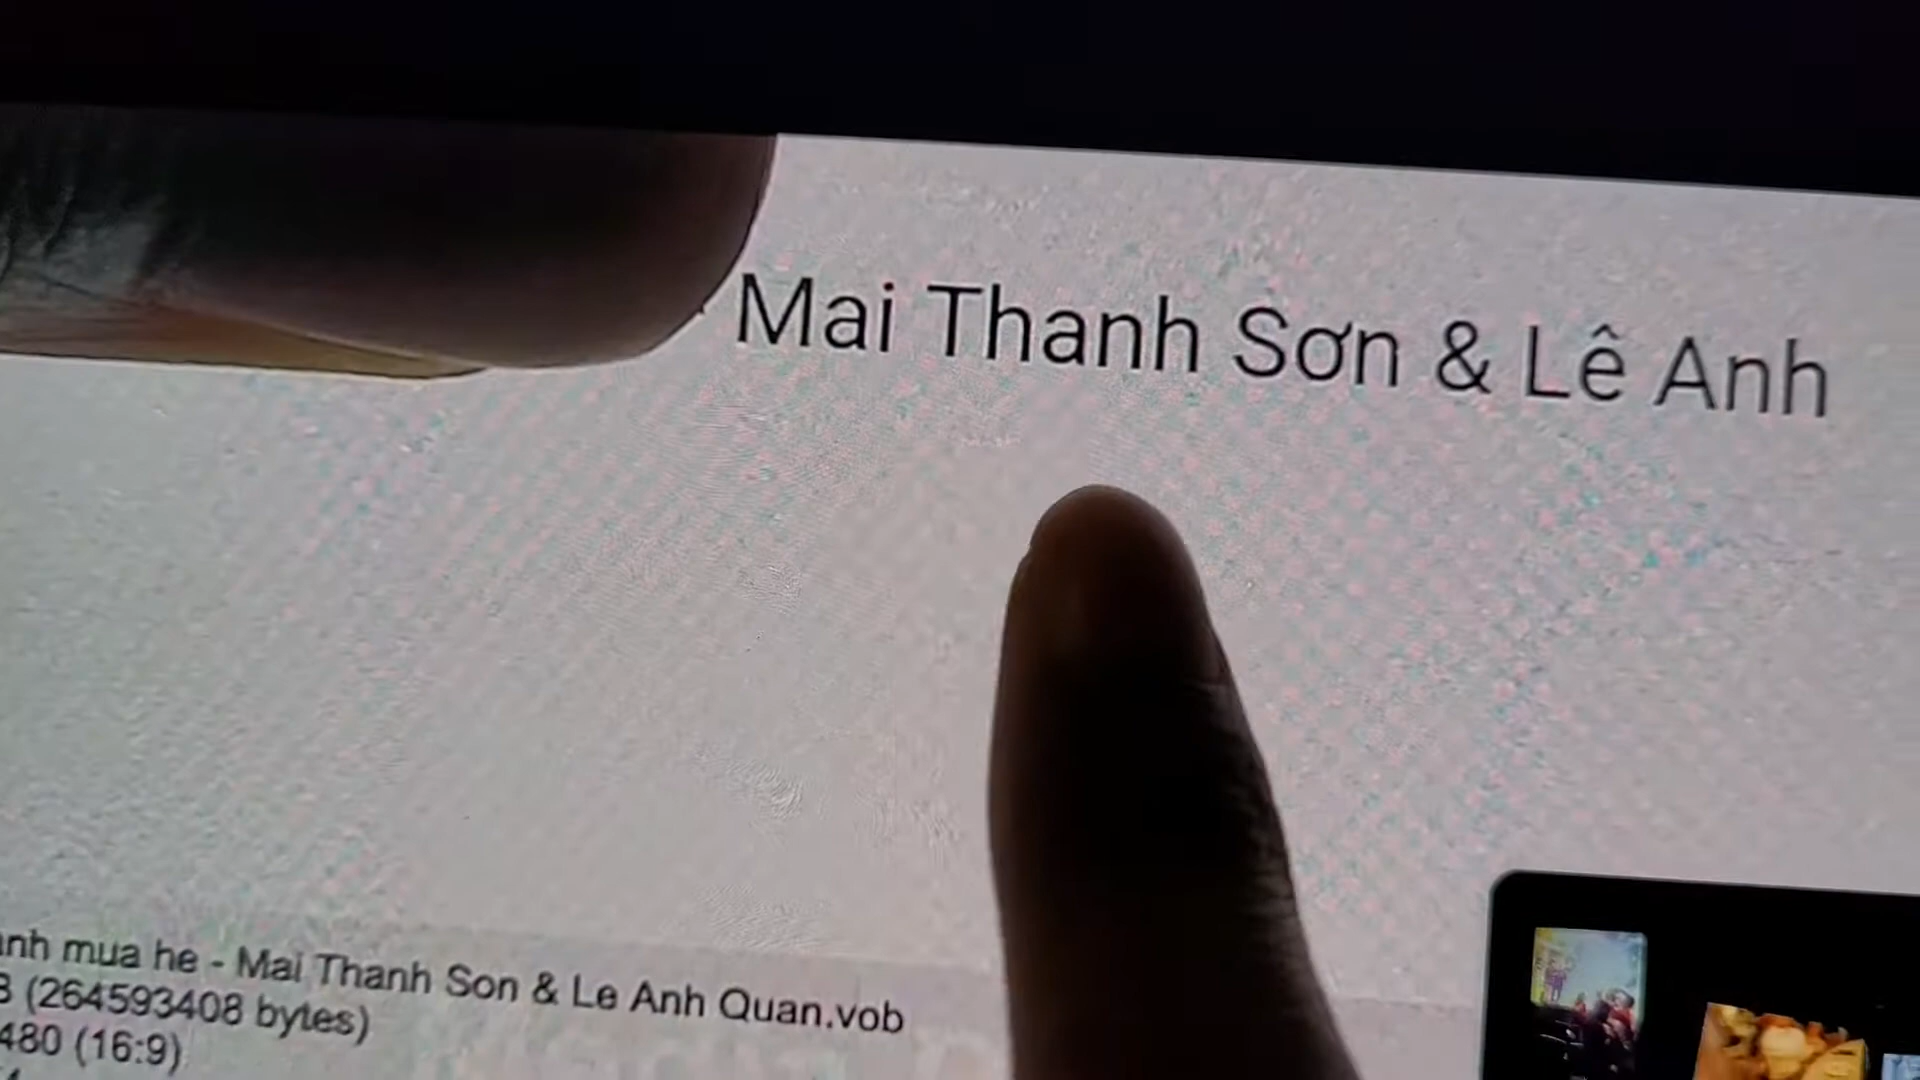 Mai Thanh Sơn & Lê Anh
mua he - Mai Thanh Son & Le Anh Quan.vob
(264593408 bytes)
480 (16:9)